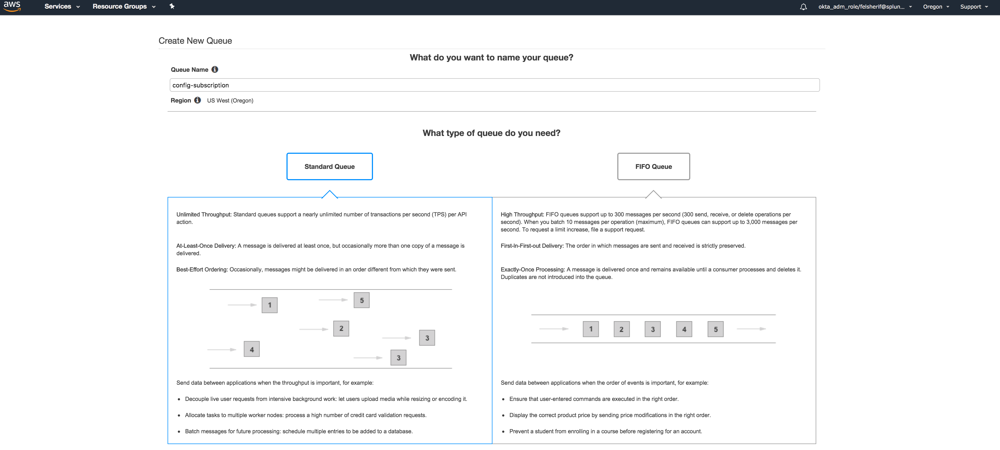 aws Services Resource Groups okta_adm_role/felsherif@splun... Oregon Support
Create New Queue
What do you want to name your queue?
Queue Name
config-subscription
Region US West (Oregon)
What type of queue do you need?
Standard Queue
FIFO Queue
Unlimited Throughput: Standard queues support a nearly unlimited number of transactions per second (TPS) per API
action.
At-Least-Once Delivery: A message is delivered at least once, but occasionally more than one copy of a message is
delivered.
Best-Effort Ordering: Occasionally, messages might be delivered in an order different from which they were sent.
1
5
2
3
4
3
Send data between applications when the throughput is important, for example:
• Decouple live user requests from intensive background work: let users upload media while resizing or encoding it.
• Allocate tasks to multiple worker nodes: process a high number of credit card validation requests.
• Batch messages for future processing: schedule multiple entries to be added to a database.
High Throughput: FIFO queues support up to 300 messages per second (300 send, receive, or delete operations per
second). When you batch 10 messages per operation (maximum), FIFO queues can support up to 3,000 messages per
second. To request a limit increase, file a support request.
First-In-First-out Delivery: The order in which messages are sent and received is strictly preserved.
Exactly-Once Processing: A message is delivered once and remains available until a consumer processes and deletes it.
Duplicates are not introduced into the queue.
1 2 3 4 5
Send data between applications when the order of events is important, for example:
• Ensure that user-entered commands are executed in the right order.
• Display the correct product price by sending price modifications in the right order.
• Prevent a student from enrolling in a course before registering for an account.